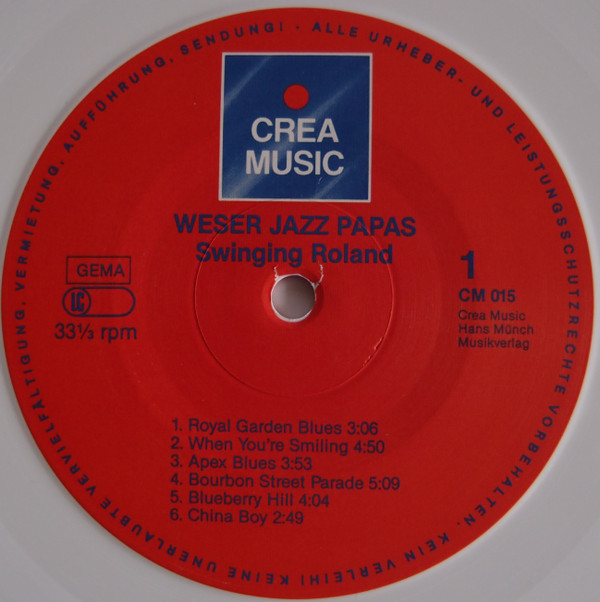 ALLE URHEBER- UND LEISTUNGSSCHUTZRECHTE VORBEHALTEN. KEIN VERLEIH! KEINE UNERLAUBTE VERVIELFÄLTIGUNG, VERMIETUNG, AUFFÜHRUNG, SENDUNG! -
CREA
MUSIC
WESER JAZZ PAPAS
Swinging Roland
GEMA
LC
33⅓ rpm
1
CM 015
Crea Music
Hans Münch
Musikverlag
1. Royal Garden Blues 3:06
2. When You're Smiling 4:50
3. Apex Blues 3:53
4. Bourbon Street Parade 5:09
5. Blueberry Hill 4:04
6. China Boy 2:49